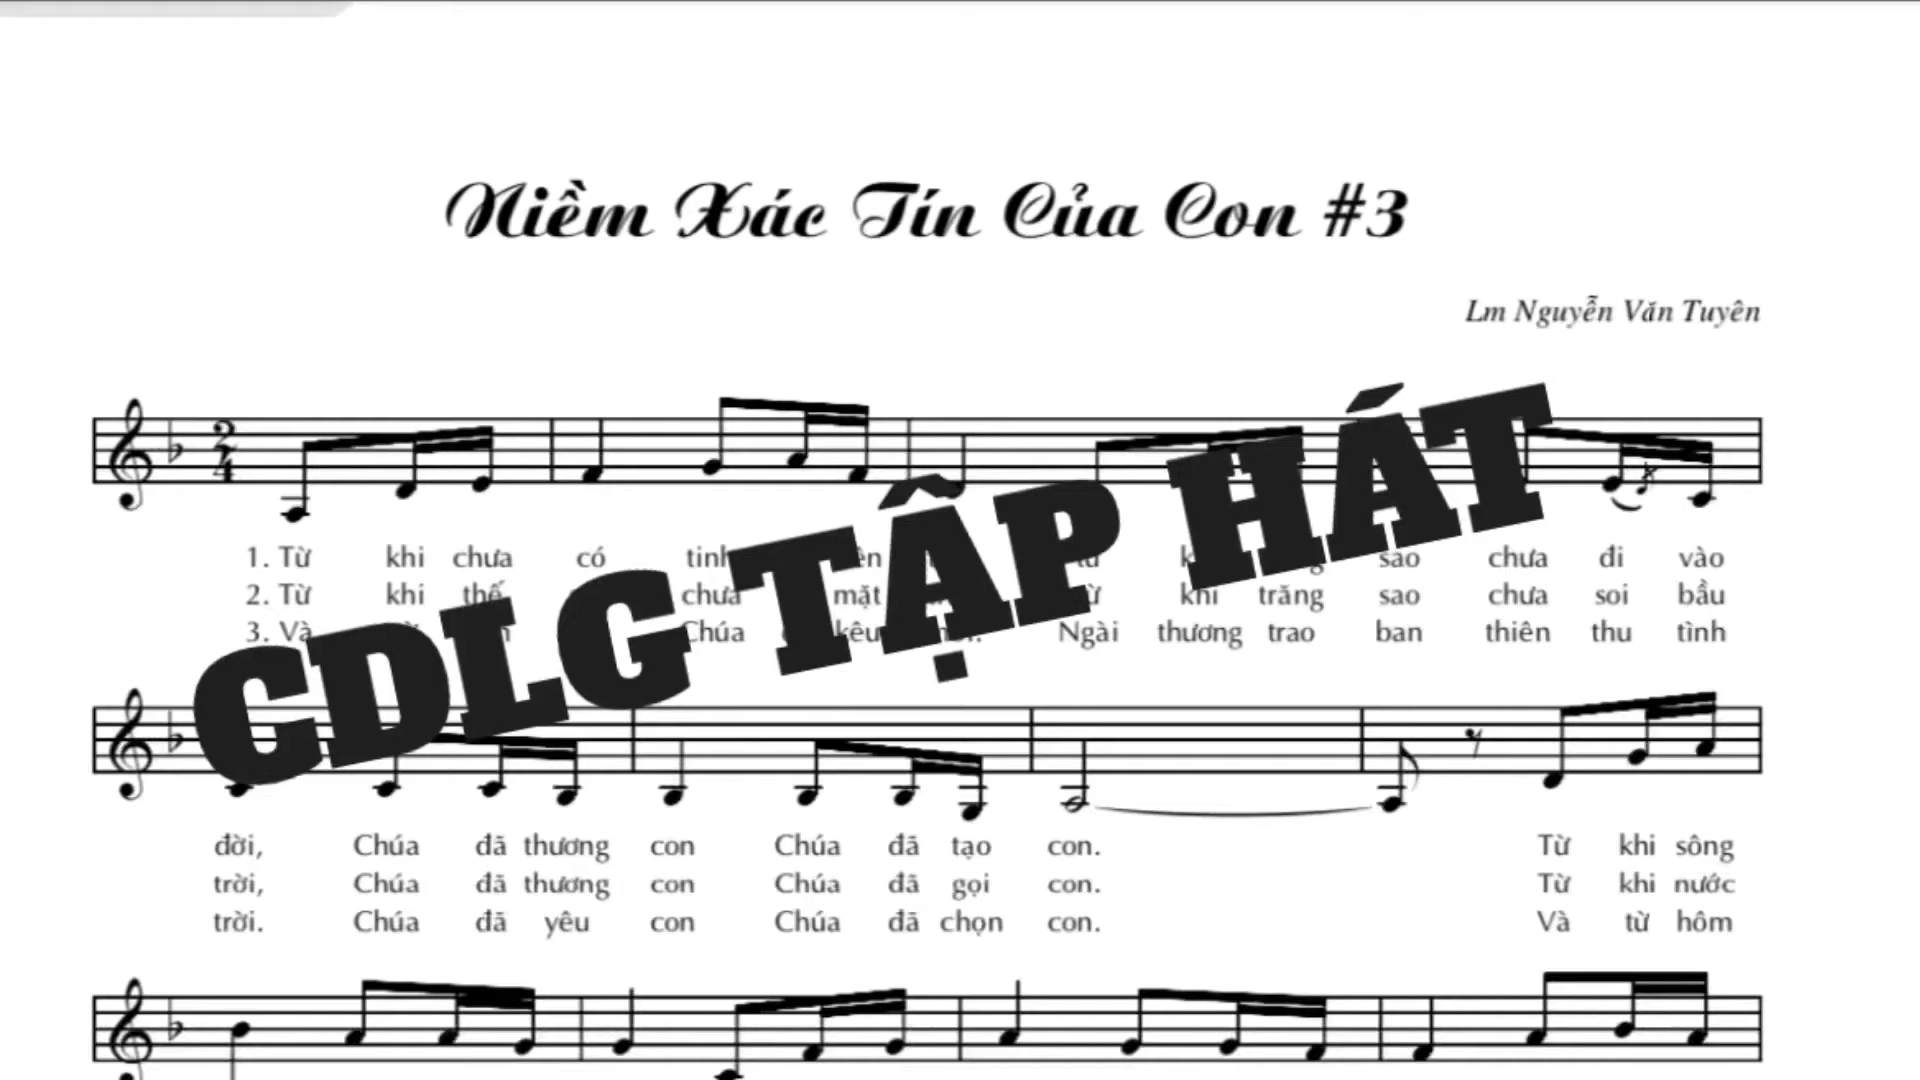 Niềm Xác Tín Của Con #3
Lm Nguyễn Văn Tuyên
CDLG TẬP HÁT
2
4
1. Từ khi chưa có sao chưa đi vào
2. Từ khi thế chưa mặt khi trăng sao chưa soi bầu
3. Và Chúa kêu Ngài thương trao ban thiên thu tình
đời, Chúa đã thương con Chúa đã tạo con. Từ khi sông
trời, Chúa đã thương con Chúa đã gọi con. Từ khi nước
trời. Chúa đã yêu con Chúa đã chọn con. Và từ hôm